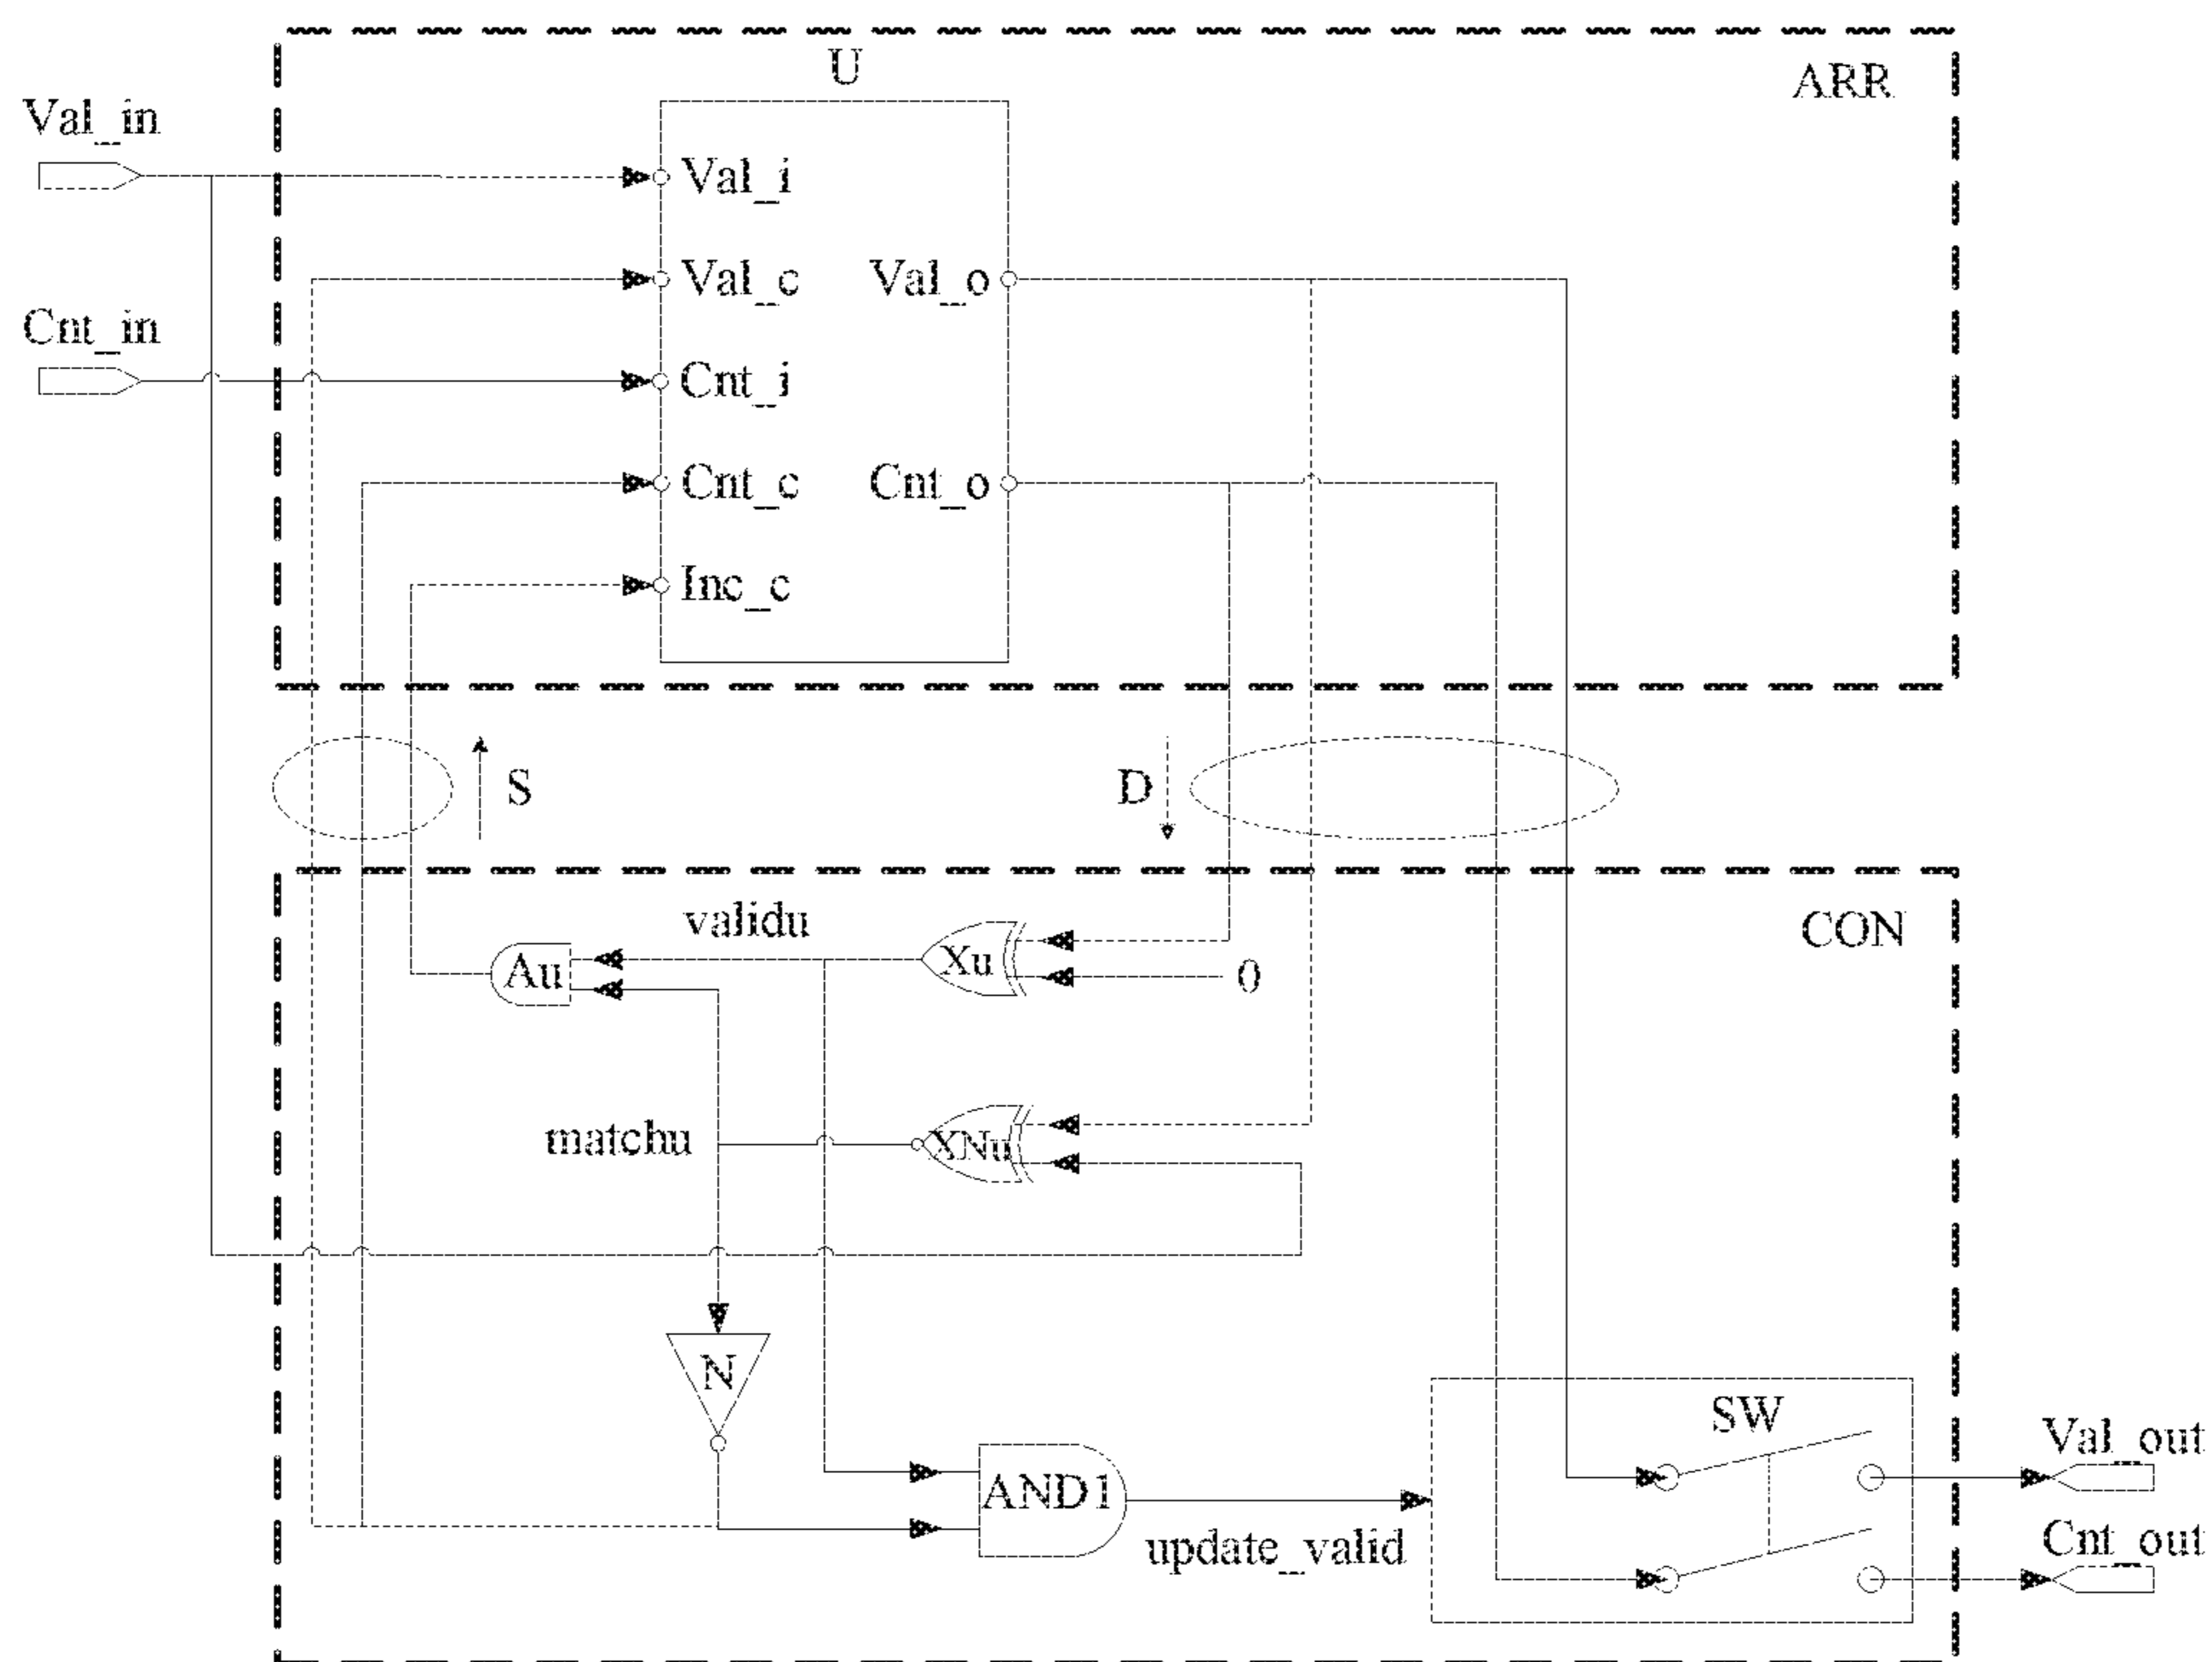 U
ARR
Val_in
Val_i
Val_c
Val_o
Cnt_in
Cnt_i
Cnt_c
Cnt_o
Inc_c
S
D
CON
validu
Au
Xu
0
matchu
XNu
N
AND1
update_valid
SW
Val_out
Cnt_out